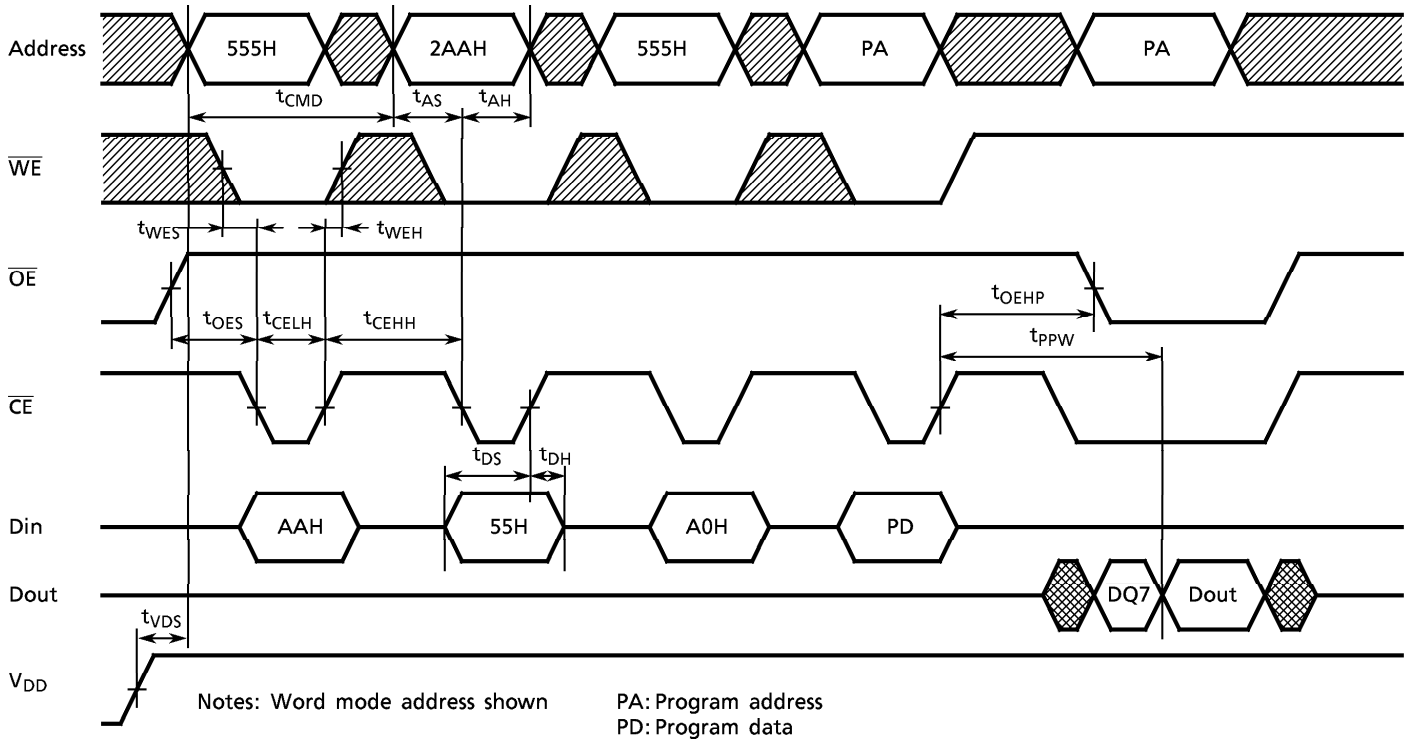 Address 555H 2AAH 555H PA PA
tCMD tAS tAH
WE
tWES tWEH
OE
tOEHP
tOES tCELH tCEHH
tPPW
CE
tDS tDH
Din AAH 55H A0H PD
Dout DQ7 Dout
tVDS
VDD
Notes: Word mode address shown PA: Program address
PD: Program data